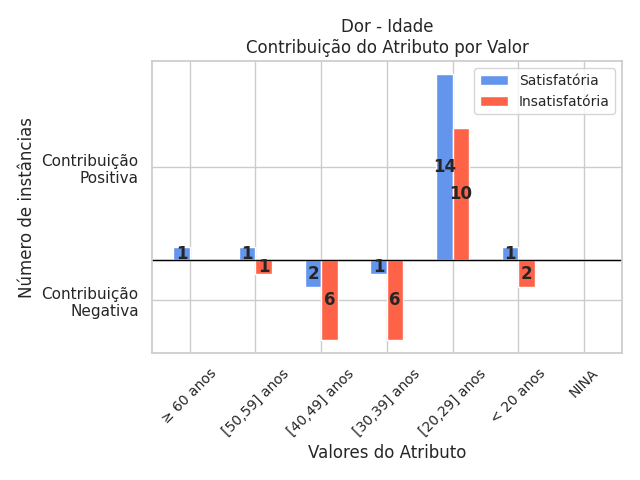 Dor - Idade
Contribuição do Atributo por Valor
Satisfatória
Insatisfatória
Número de instâncias
Contribuição
Positiva
Contribuição
Negativa
1
1
1
2
6
1
6
14
10
1
2
≥ 60 anos
[50,59] anos
[40,49] anos
[30,39] anos
[20,29] anos
< 20 anos
NINA
Valores do Atributo